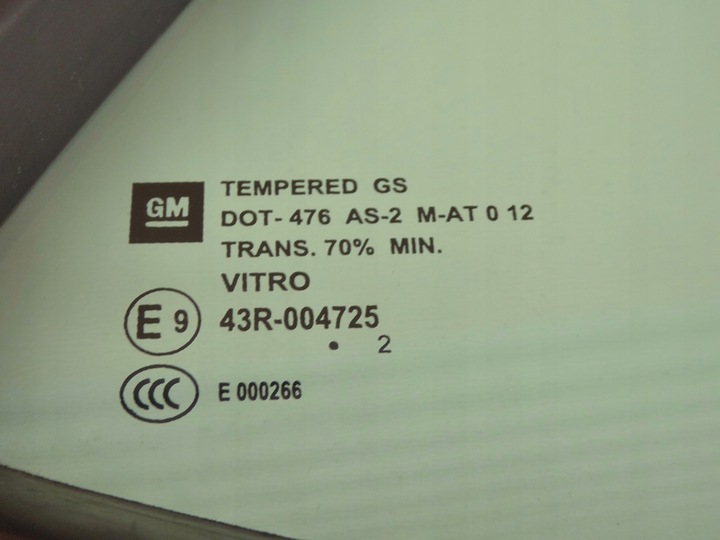 GM
TEMPERED GS
DOT- 476 AS-2 M-AT 0 12
TRANS. 70% MIN.
VITRO
E 9 43R-004725
• 2
CCC E 000266